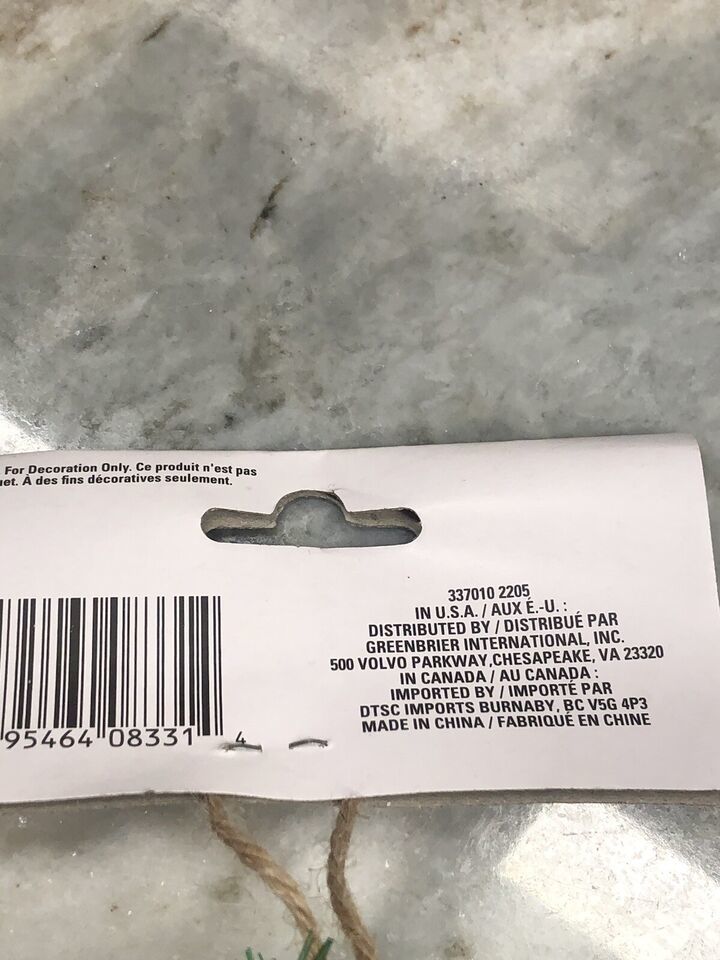 For Decoration Only. Ce produit n'est pas
À des fins décoratives seulement.
95464 08331 4
337010 2205
IN U.S.A. / AUX É.-U. :
DISTRIBUTED BY / DISTRIBUÉ PAR
GREENBRIER INTERNATIONAL, INC.
500 VOLVO PARKWAY,CHESAPEAKE, VA 23320
IN CANADA / AU CANADA :
IMPORTED BY / IMPORTÉ PAR
DTSC IMPORTS BURNABY, BC V5G 4P3
MADE IN CHINA / FABRIQUÉ EN CHINE